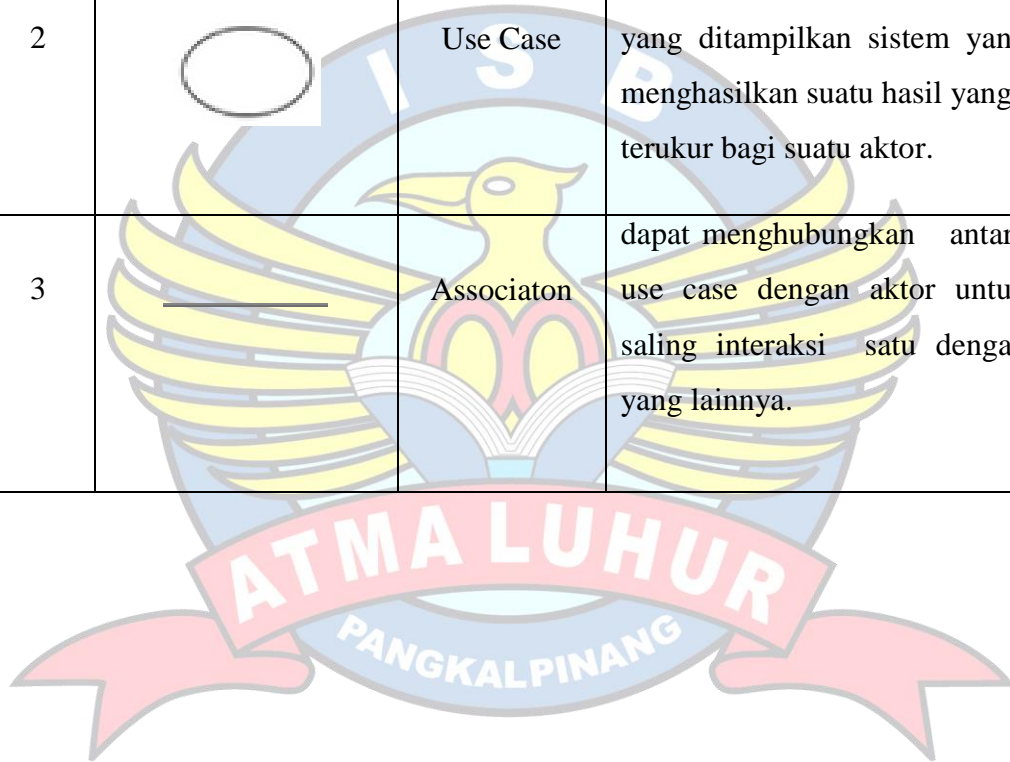 2
Use Case
yang ditampilkan sistem yan
menghasilkan suatu hasil yang
terukur bagi suatu aktor.
3
Associaton
dapat menghubungkan antar
use case dengan aktor untu
saling interaksi satu denga
yang lainnya.
I S B
ATMA LUHUR
PANGKALPINANG